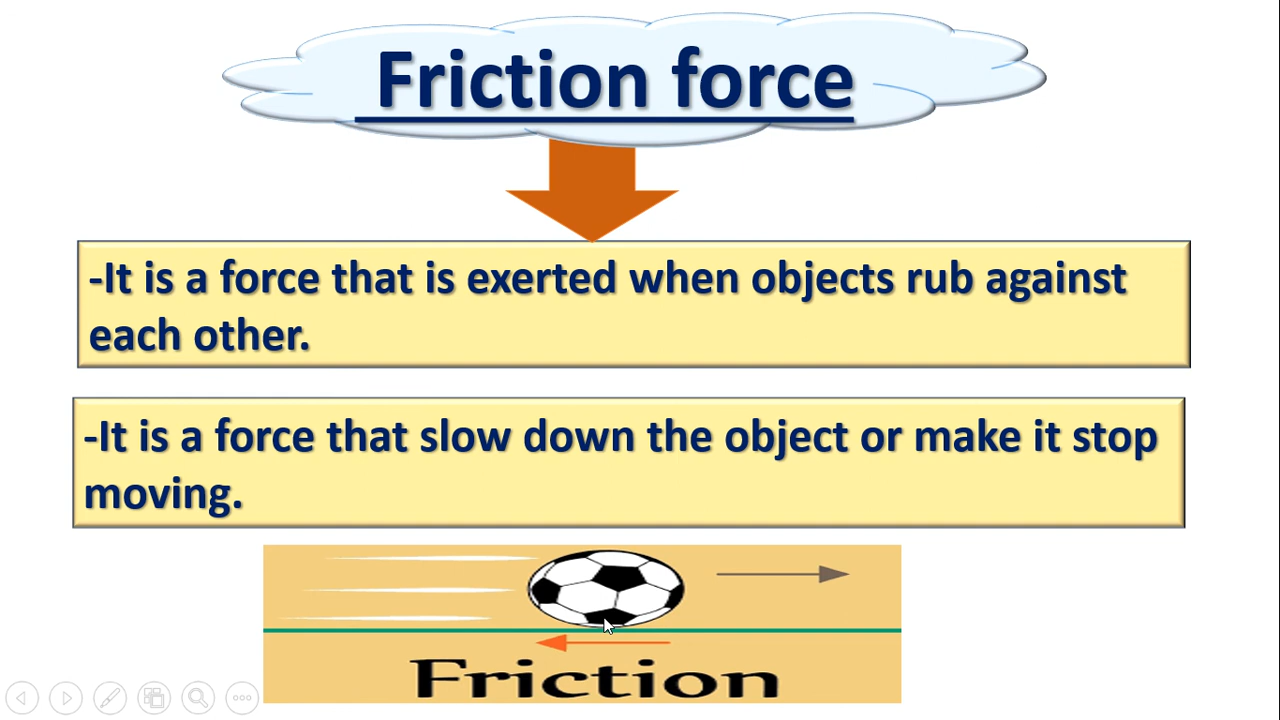 Friction force
-It is a force that is exerted when objects rub against
each other.
-It is a force that slow down the object or make it stop
moving.
Friction